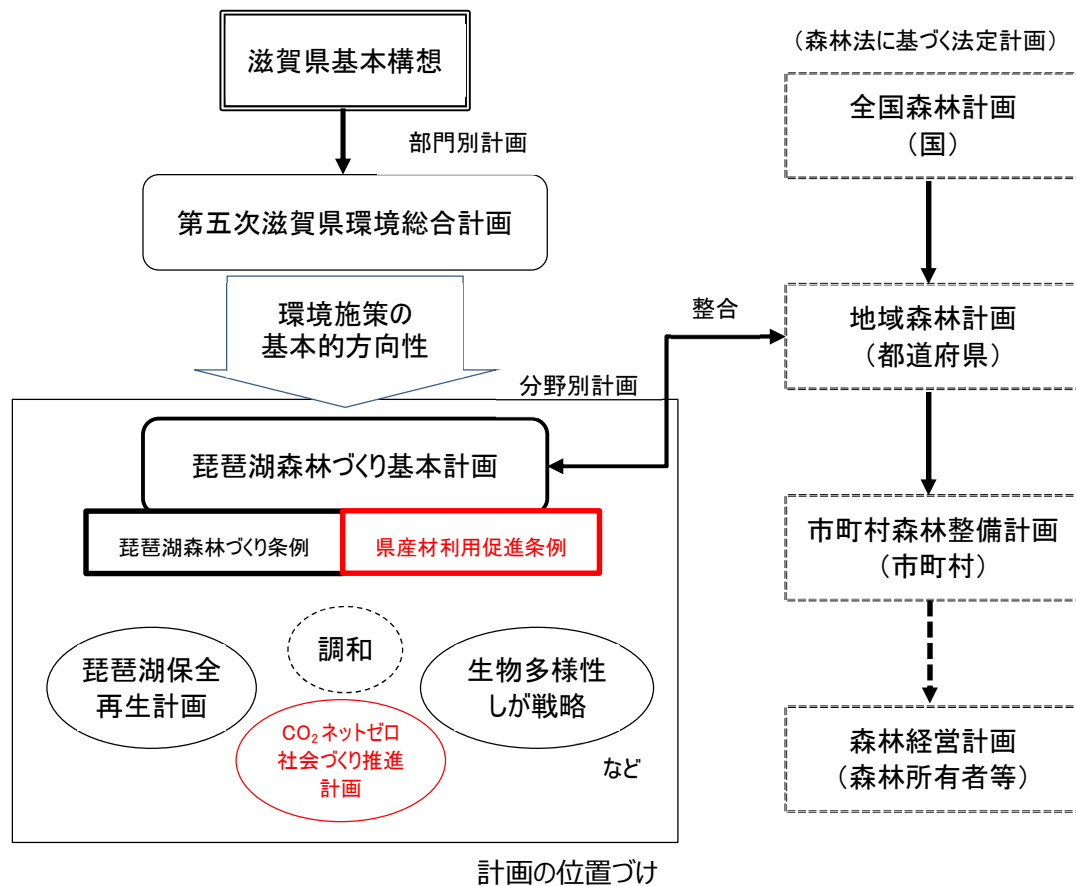 滋賀県基本構想
部門別計画
第五次滋賀県環境総合計画
環境施策の
基本的方向性
分野別計画
琵琶湖森林づくり基本計画
琵琶湖森林づくり条例
県産材利用促進条例
調和
琵琶湖保全
再生計画
生物多様性
しが戦略
CO₂ネットゼロ
社会づくり推進
計画
など
整合
（森林法に基づく法定計画）
全国森林計画
（国）
地域森林計画
（都道府県）
市町村森林整備計画
（市町村）
森林経営計画
（森林所有者等）
計画の位置づけ